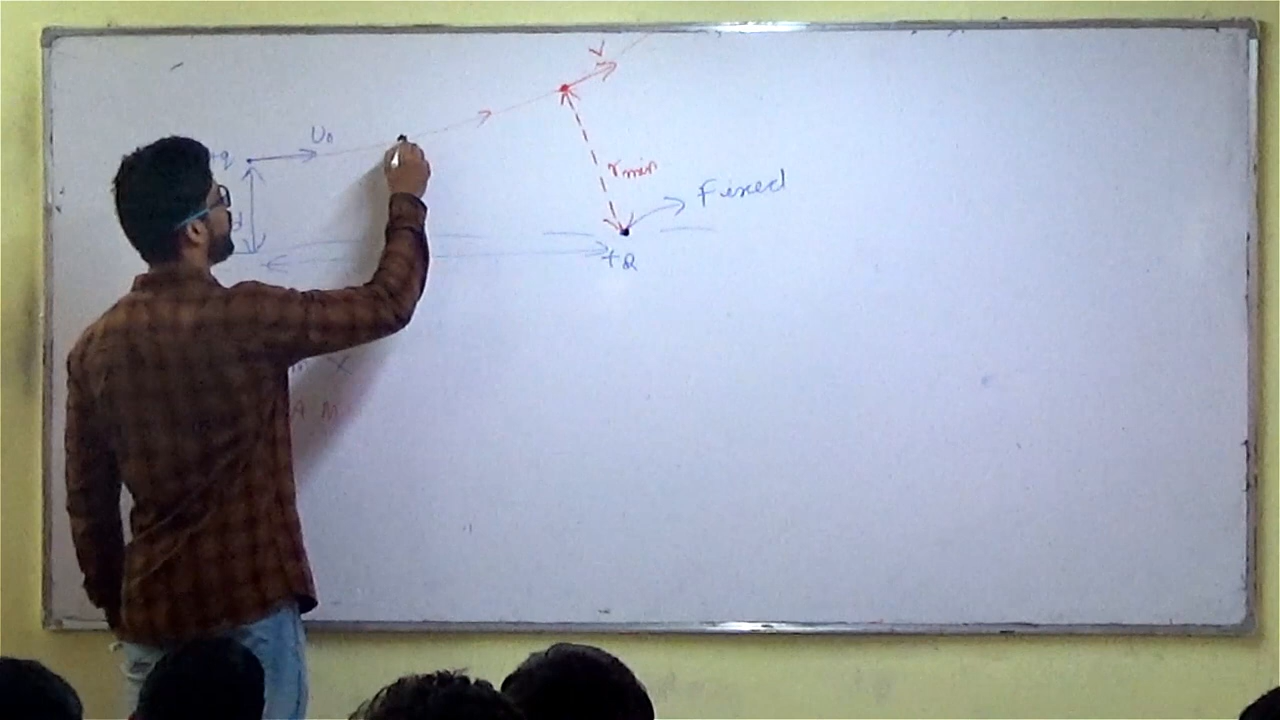 V
U₀
+q
rmin
Fixed
d
+Q